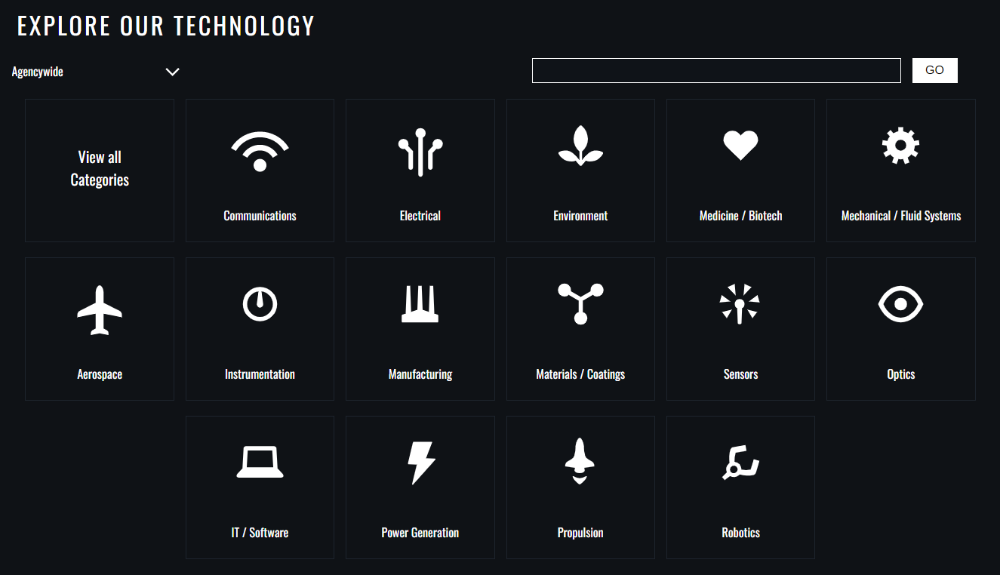 EXPLORE OUR TECHNOLOGY
Agencywide
GO
View all
Categories
Communications
Electrical
Environment
Medicine / Biotech
Mechanical / Fluid Systems
Aerospace
Instrumentation
Manufacturing
Materials / Coatings
Sensors
Optics
IT / Software
Power Generation
Propulsion
Robotics